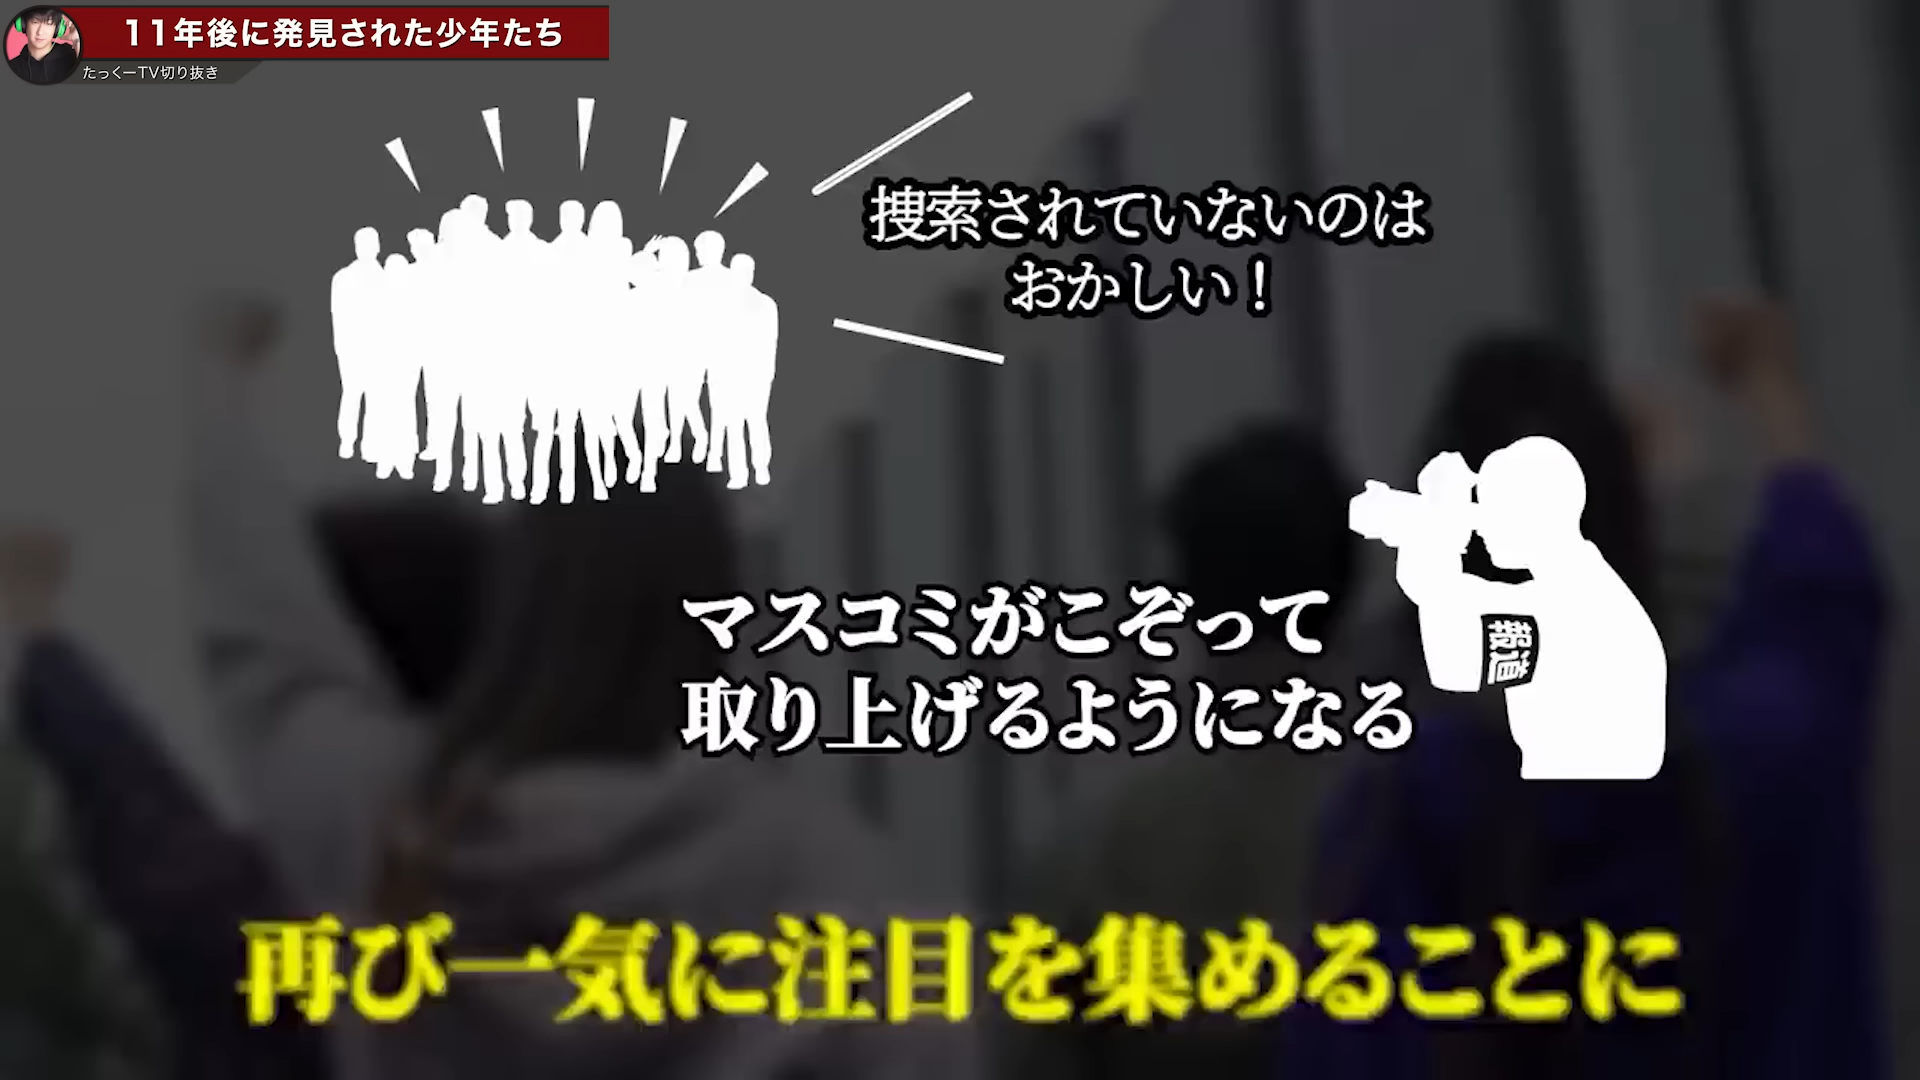 11年後に発見された少年たち
たっくーTV切り抜き
捜索されていないのは
おかしい！
報道
マスコミがこぞって
取り上げるようになる
再び一気に注目を集めることに